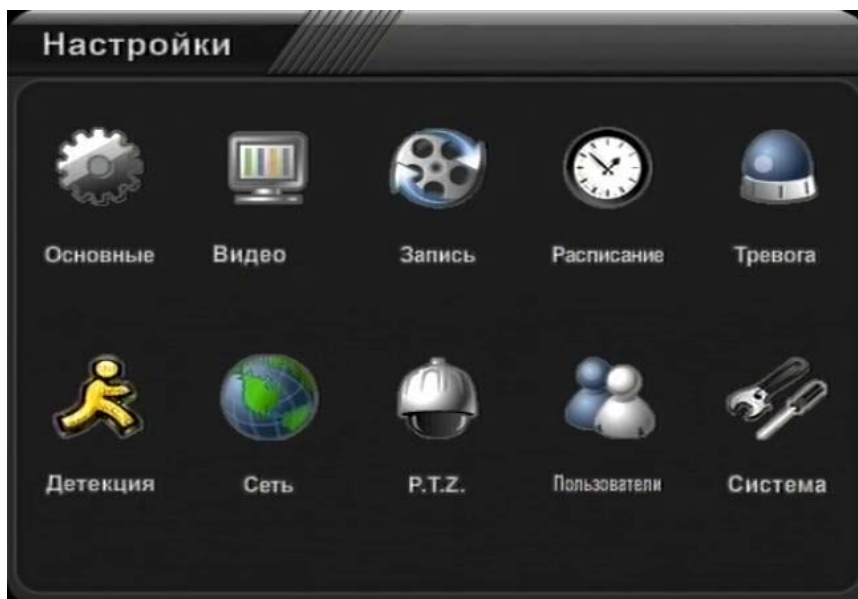 Настройки
Основные Видео Запись Расписание Тревога
Детекция Сеть P.T.Z. Пользователи Система